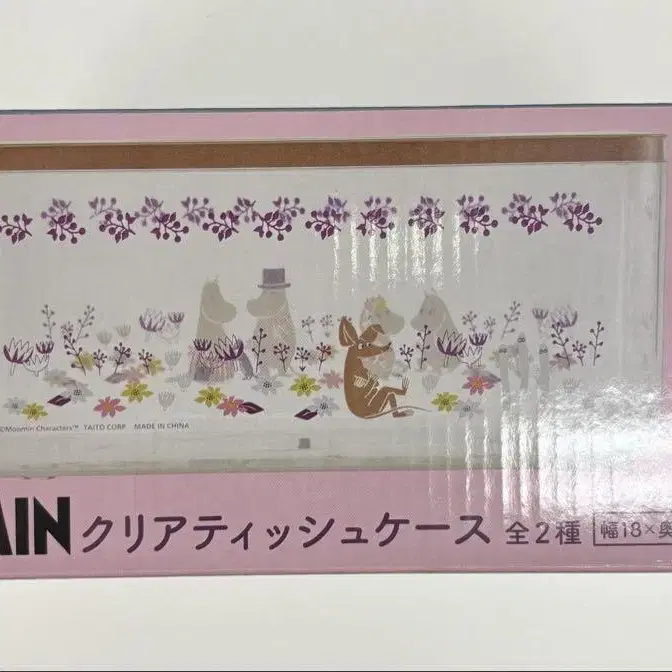 ©Moomin Characters™ TAITO CORP. MADE IN CHINA
MIN クリアティッシュケース 全2種 幅18×奥